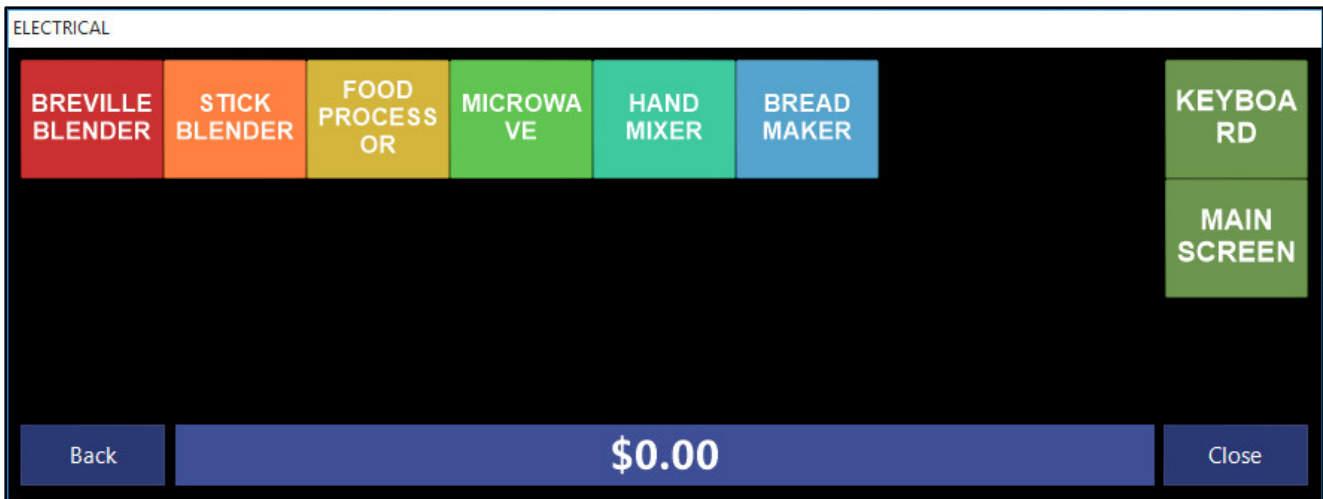 ELECTRICAL
BREVILLE
BLENDER
STICK
BLENDER
FOOD
PROCESS
OR
MICROWA
VE
HAND
MIXER
BREAD
MAKER
KEYBOA
RD
MAIN
SCREEN
Back
$0.00
Close